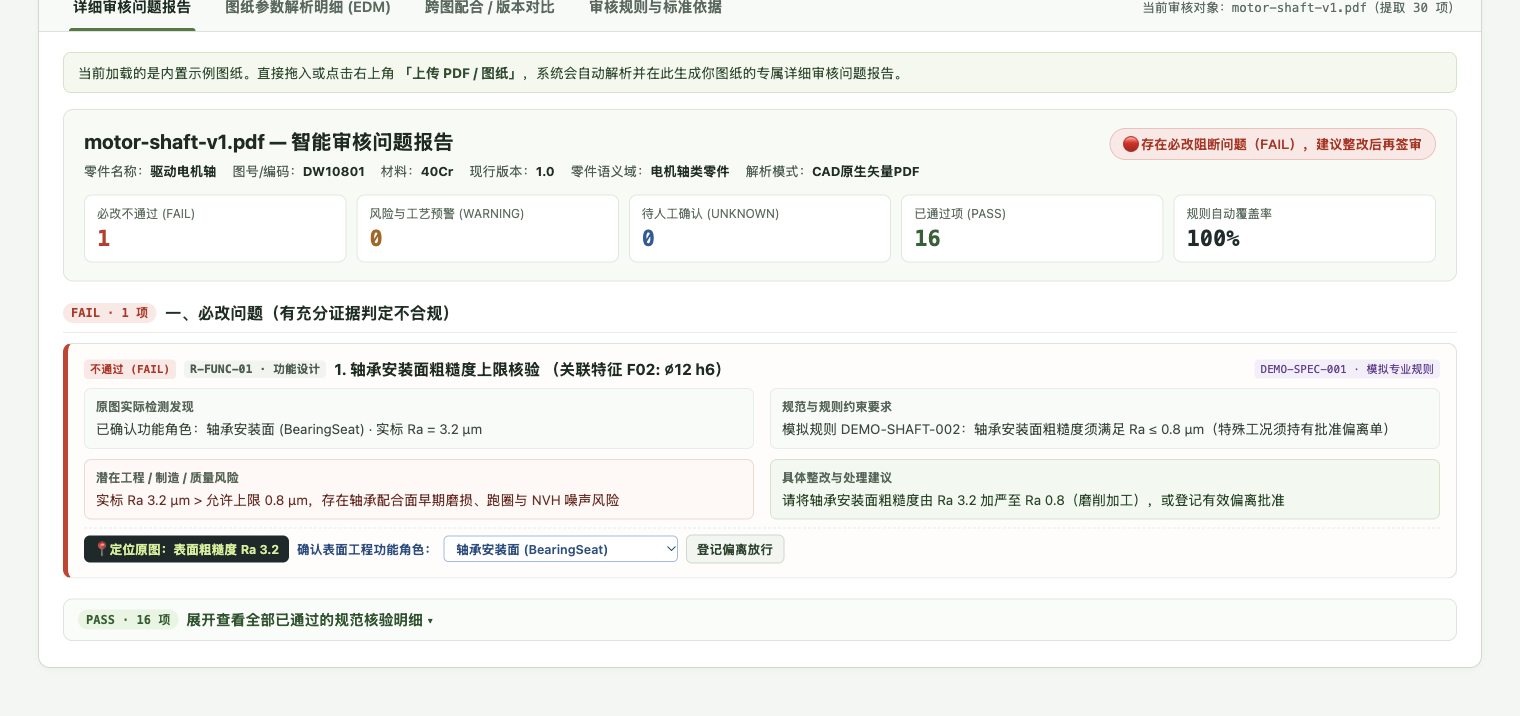 详细审核问题报告 图纸参数解析明细 (EDM) 跨图配合 / 版本对比 审核规则与标准依据 当前审核对象: motor-shaft-v1.pdf (提取 30 项)
当前加载的是内置示例图纸。直接拖入或点击右上角 「上传 PDF / 图纸」，系统会自动解析并在此生成你图纸的专属详细审核问题报告。
motor-shaft-v1.pdf — 智能审核问题报告
🔴存在必改阻断问题（FAIL），建议整改后再签审
零件名称：驱动电机轴 图号/编码：DW10801 材料：40Cr 现行版本：1.0 零件语义域：电机轴类零件 解析模式：CAD原生矢量PDF
必改不通过 (FAIL) 风险与工艺预警 (WARNING) 待人工确认 (UNKNOWN) 已通过项 (PASS) 规则自动覆盖率
1 0 0 16 100%
FAIL · 1 项 一、必改问题（有充分证据判定不合规）
不通过 (FAIL) R-FUNC-01 · 功能设计 1. 轴承安装面粗糙度上限核验 （关联特征 F02: ⌀12 h6） DEMO-SPEC-001 · 模拟专业规则
原图实际检测发现
已确认功能角色：轴承安装面 (BearingSeat) · 实标 Ra = 3.2 μm
规范与规则约束要求
模拟规则 DEMO-SHAFT-002：轴承安装面粗糙度须满足 Ra ≤ 0.8 μm（特殊工况须持有批准偏离单）
潜在工程 / 制造 / 质量风险
实标 Ra 3.2 μm > 允许上限 0.8 μm，存在轴承配合面早期磨损、跑圈与 NVH 噪声风险
具体整改与处理建议
请将轴承安装面粗糙度由 Ra 3.2 加严至 Ra 0.8（磨削加工），或登记有效偏离批准
📍定位原图：表面粗糙度 Ra 3.2 确认表面工程功能角色： 轴承安装面 (BearingSeat) 登记偏离放行
PASS · 16 项 展开查看全部已通过的规范核验明细 ▾